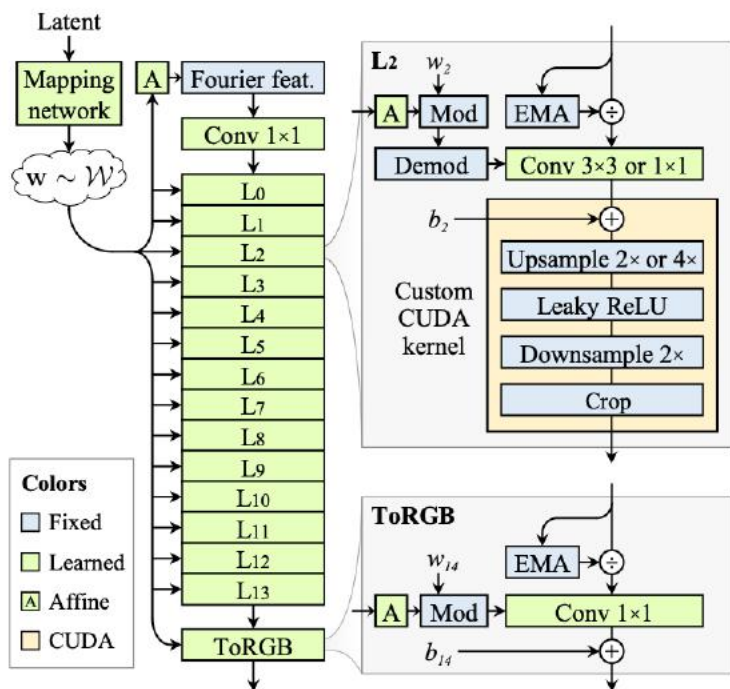 Latent
Mapping
network
w ~ W
A
Fourier feat.
Conv 1×1
L0
L1
L2
L3
L4
L5
L6
L7
L8
L9
L10
L11
L12
L13
ToRGB
Colors
Fixed
Learned
A Affine
CUDA
L2
w2
A
Mod
EMA
÷
Demod
Conv 3×3 or 1×1
b2
+
Custom
CUDA
kernel
Upsample 2× or 4×
Leaky ReLU
Downsample 2×
Crop
ToRGB
w14
EMA
÷
A
Mod
Conv 1×1
b14
+